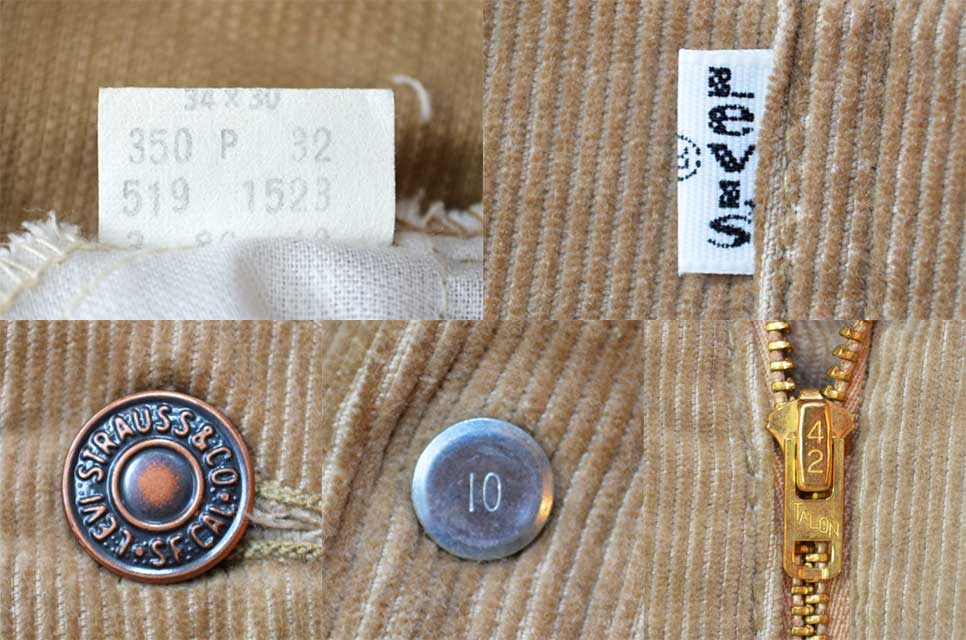 34 x 30
350 P 32
519 1523
LEVI'S
®
LEVI STRAUSS & CO.
• S.F. CAL •
10
42
TALON